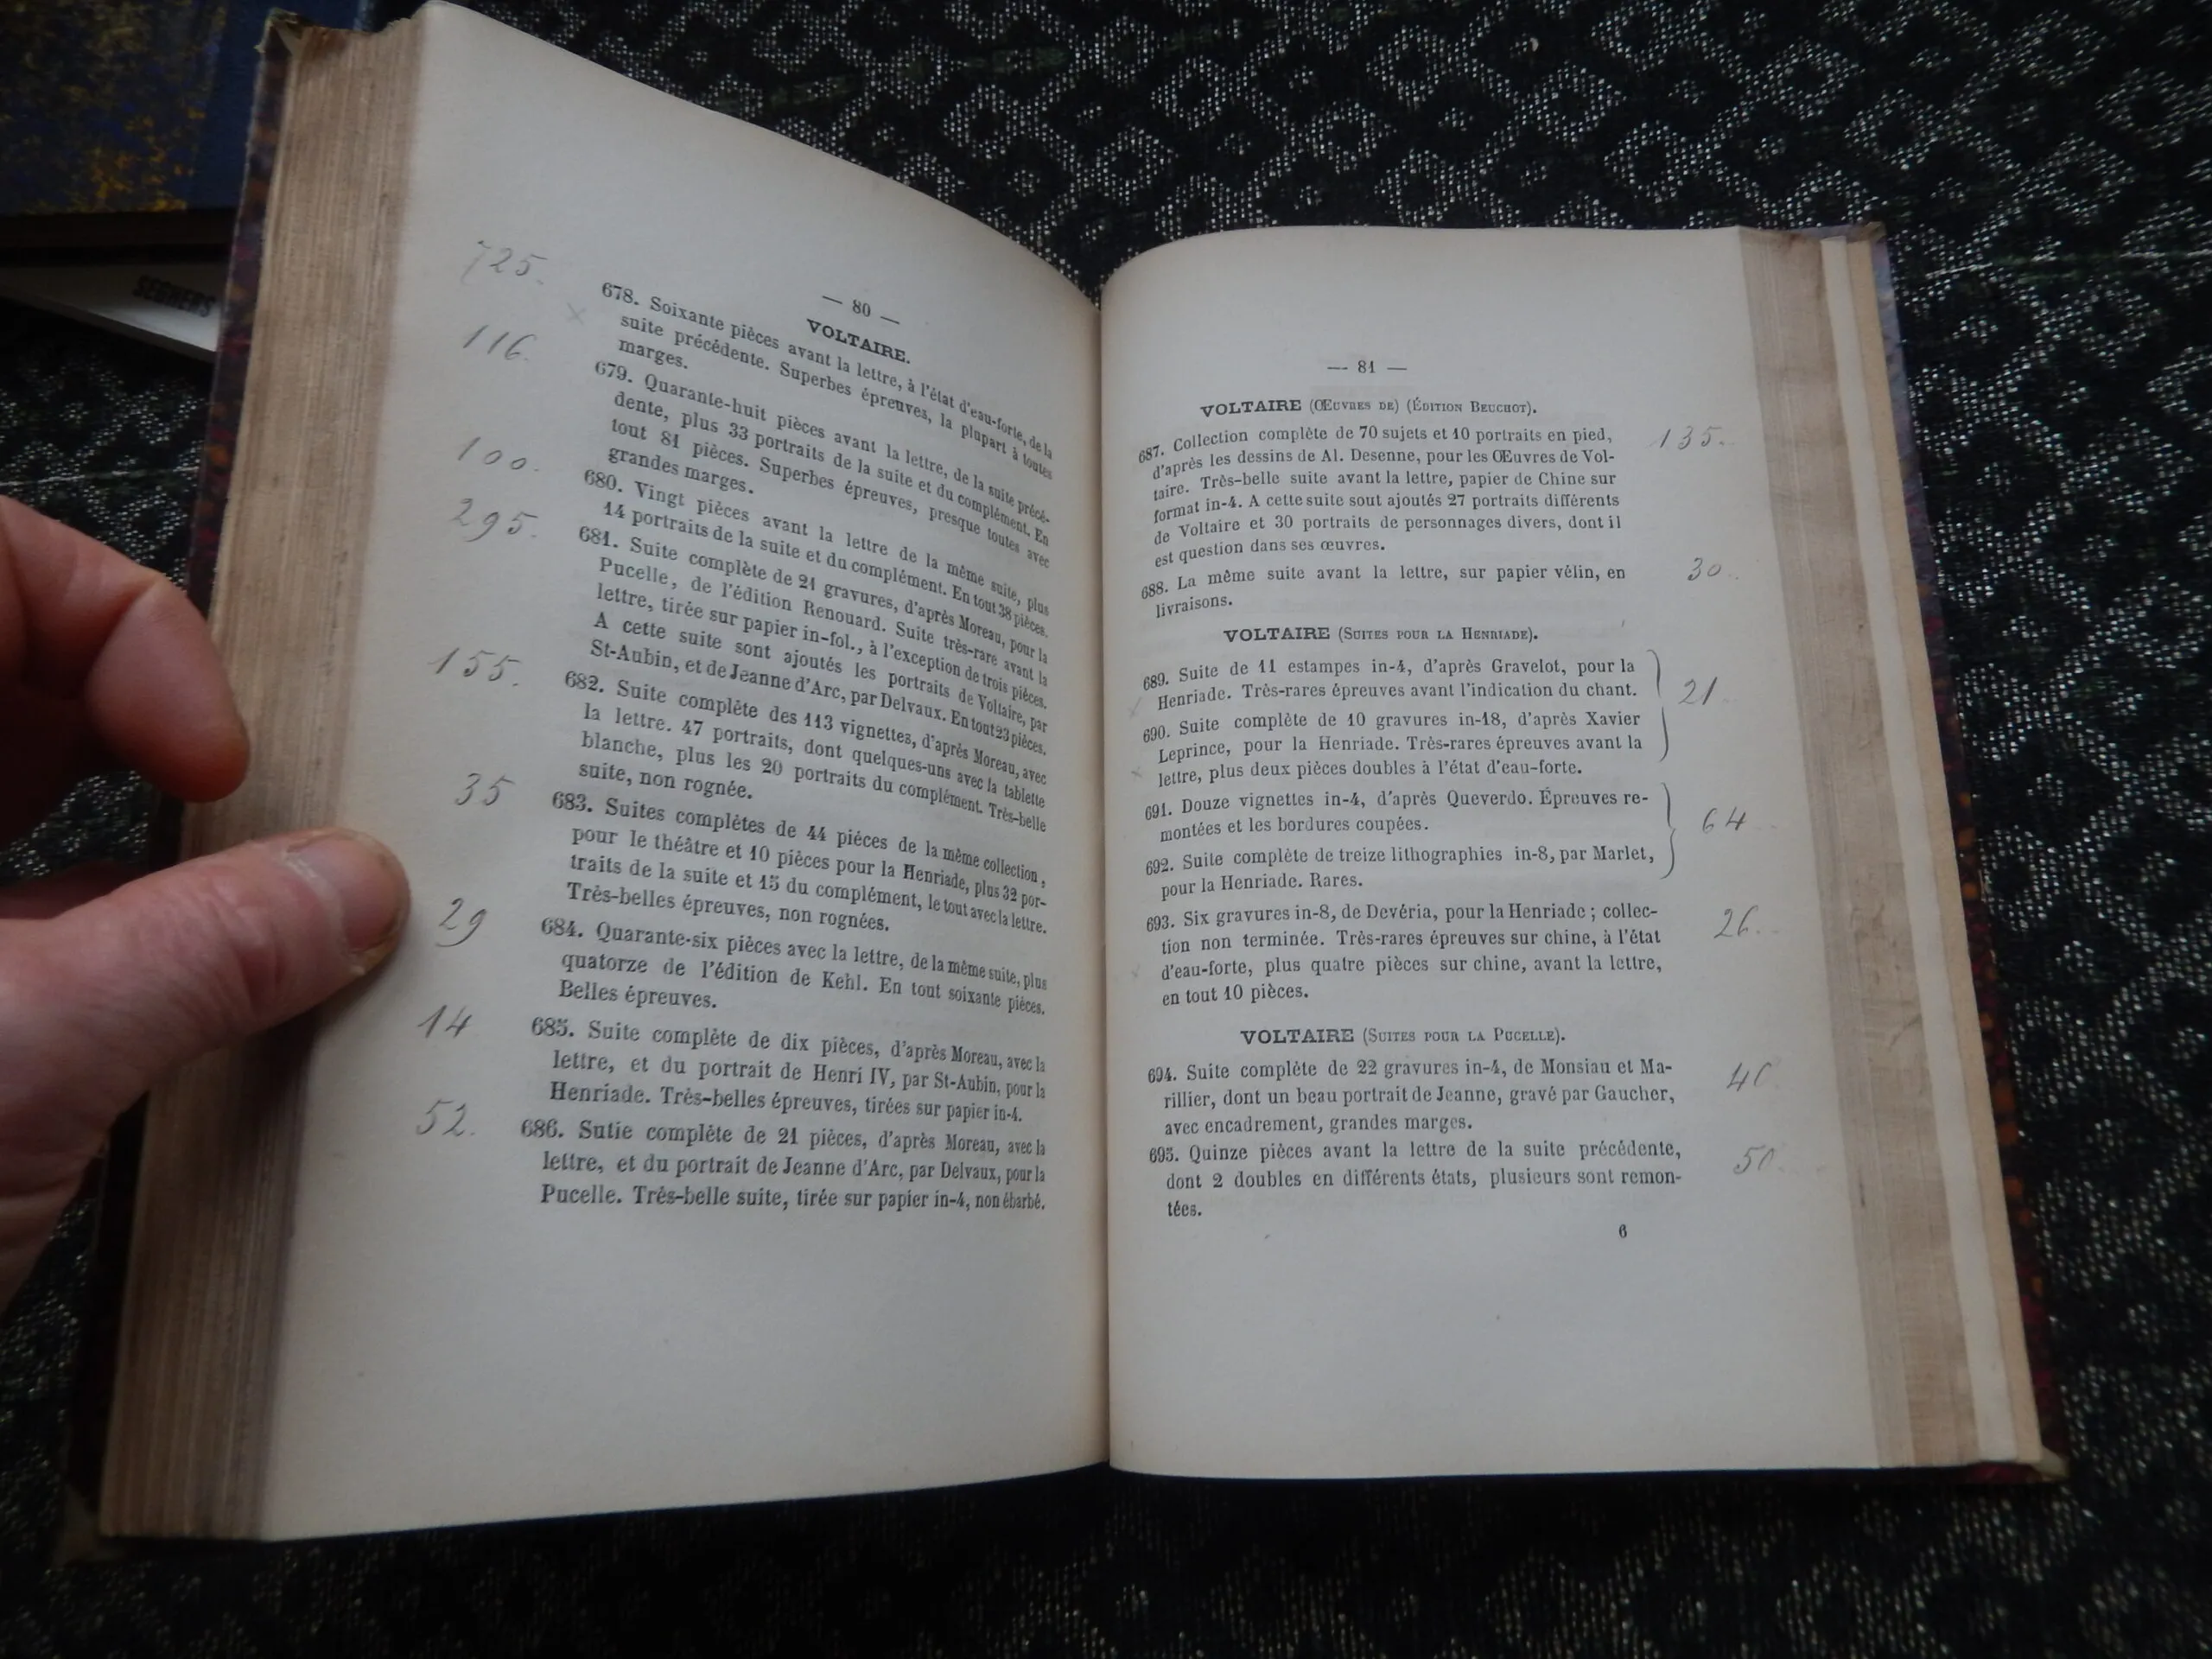 SEGHERS
— 80 —
VOLTAIRE.
725.
678. Soixante pièces avant la lettre, à l'état d'eau-forte, de la
suite précédente. Superbes épreuves, la plupart à toutes
marges.
116.
679. Quarante-huit pièces avant la lettre, de la suite précé-
dente, plus 33 portraits de la suite et du complément. En
tout 81 pièces. Superbes épreuves, presque toutes avec
grandes marges.
100.
680. Vingt pièces avant la lettre de la même suite, plus
14 portraits de la suite et du complément. En tout 38 pièces.
295.
681. Suite complète de 21 gravures, d'après Moreau, pour la
Pucelle, de l'édition Renouard. Suite très-rare avant la
lettre, tirée sur papier in-fol., à l'exception de trois pièces.
A cette suite sont ajoutés les portraits de Voltaire, par
St-Aubin, et de Jeanne d'Arc, par Delvaux. En tout 23 pièces.
155.
682. Suite complète des 113 vignettes, d'après Moreau, avec
la lettre. 47 portraits, dont quelques-uns avec la tablette
blanche, plus les 20 portraits du complément. Très-belle
suite, non rognée.
35
683. Suites complètes de 44 pièces de la même collection,
pour le théâtre et 10 pièces pour la Henriade, plus 32 por-
traits de la suite et 15 du complément, le tout avec la lettre.
Très-belles épreuves, non rognées.
29
684. Quarante-six pièces avec la lettre, de la même suite, plus
quatorze de l'édition de Kehl. En tout soixante pièces.
Belles épreuves.
14
685. Suite complète de dix pièces, d'après Moreau, avec la
lettre, et du portrait de Henri IV, par St-Aubin, pour la
Henriade. Très-belles épreuves, tirées sur papier in-4.
52.
686. Sutie complète de 21 pièces, d'après Moreau, avec la
lettre, et du portrait de Jeanne d'Arc, par Delvaux, pour la
Pucelle. Très-belle suite, tirée sur papier in-4, non ébarbé.
— 81 —
VOLTAIRE (Œuvres de) (Édition Beuchot).
687. Collection complète de 70 sujets et 10 portraits en pied,
d'après les dessins de Al. Desenne, pour les Œuvres de Vol-
taire. Très-belle suite avant la lettre, papier de Chine sur
format in-4. A cette suite sont ajoutés 27 portraits différents
de Voltaire et 30 portraits de personnages divers, dont il
est question dans ses œuvres.
135.
688. La même suite avant la lettre, sur papier vélin, en
livraisons.
30
VOLTAIRE (Suites pour la Henriade).
689. Suite de 11 estampes in-4, d'après Gravelot, pour la
Henriade. Très-rares épreuves avant l'indication du chant.
21
690. Suite complète de 10 gravures in-18, d'après Xavier
Leprince, pour la Henriade. Très-rares épreuves avant la
lettre, plus deux pièces doubles à l'état d'eau-forte.
691. Douze vignettes in-4, d'après Queverdo. Épreuves re-
montées et les bordures coupées.
64
692. Suite complète de treize lithographies in-8, par Marlet,
pour la Henriade. Rares.
693. Six gravures in-8, de Devéria, pour la Henriade ; collec-
tion non terminée. Très-rares épreuves sur chine, à l'état
d'eau-forte, plus quatre pièces sur chine, avant la lettre,
en tout 10 pièces.
26.
VOLTAIRE (Suites pour la Pucelle).
694. Suite complète de 22 gravures in-4, de Monsiau et Ma-
rillier, dont un beau portrait de Jeanne, gravé par Gaucher,
avec encadrement, grandes marges.
695. Quinze pièces avant la lettre de la suite précédente,
dont 2 doubles en différents états, plusieurs sont remon-
tées.
50
6